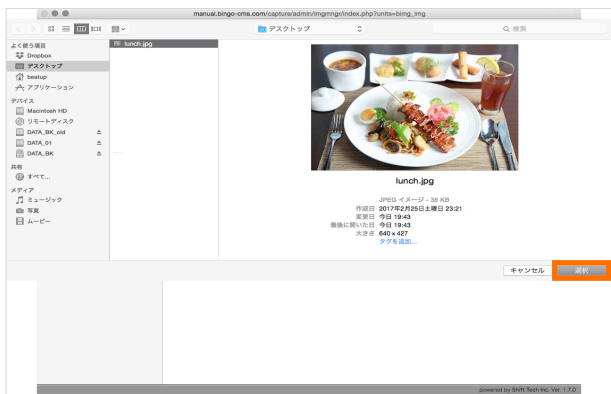 manual.bingo-cms.com/capture/admin/imgmngr/index.php?units=bimg_img
デスクトップ
検索
よく使う項目
Dropbox
デスクトップ
beatup
アプリケーション
デバイス
Macintosh HD
リモートディスク
DATA_BK_old
DATA_01
DATA_BK
共有
すべて...
メディア
ミュージック
写真
ムービー
lunch.jpg
lunch.jpg
JPEG イメージ - 38 KB
作成日 2017年2月25日土曜日 23:21
変更日 今日 19:43
最後に開いた日 今日 19:43
大きさ 640 × 427
タグを追加...
キャンセル
選択
powered by Shift Tech Inc. Ver. 1.7.0